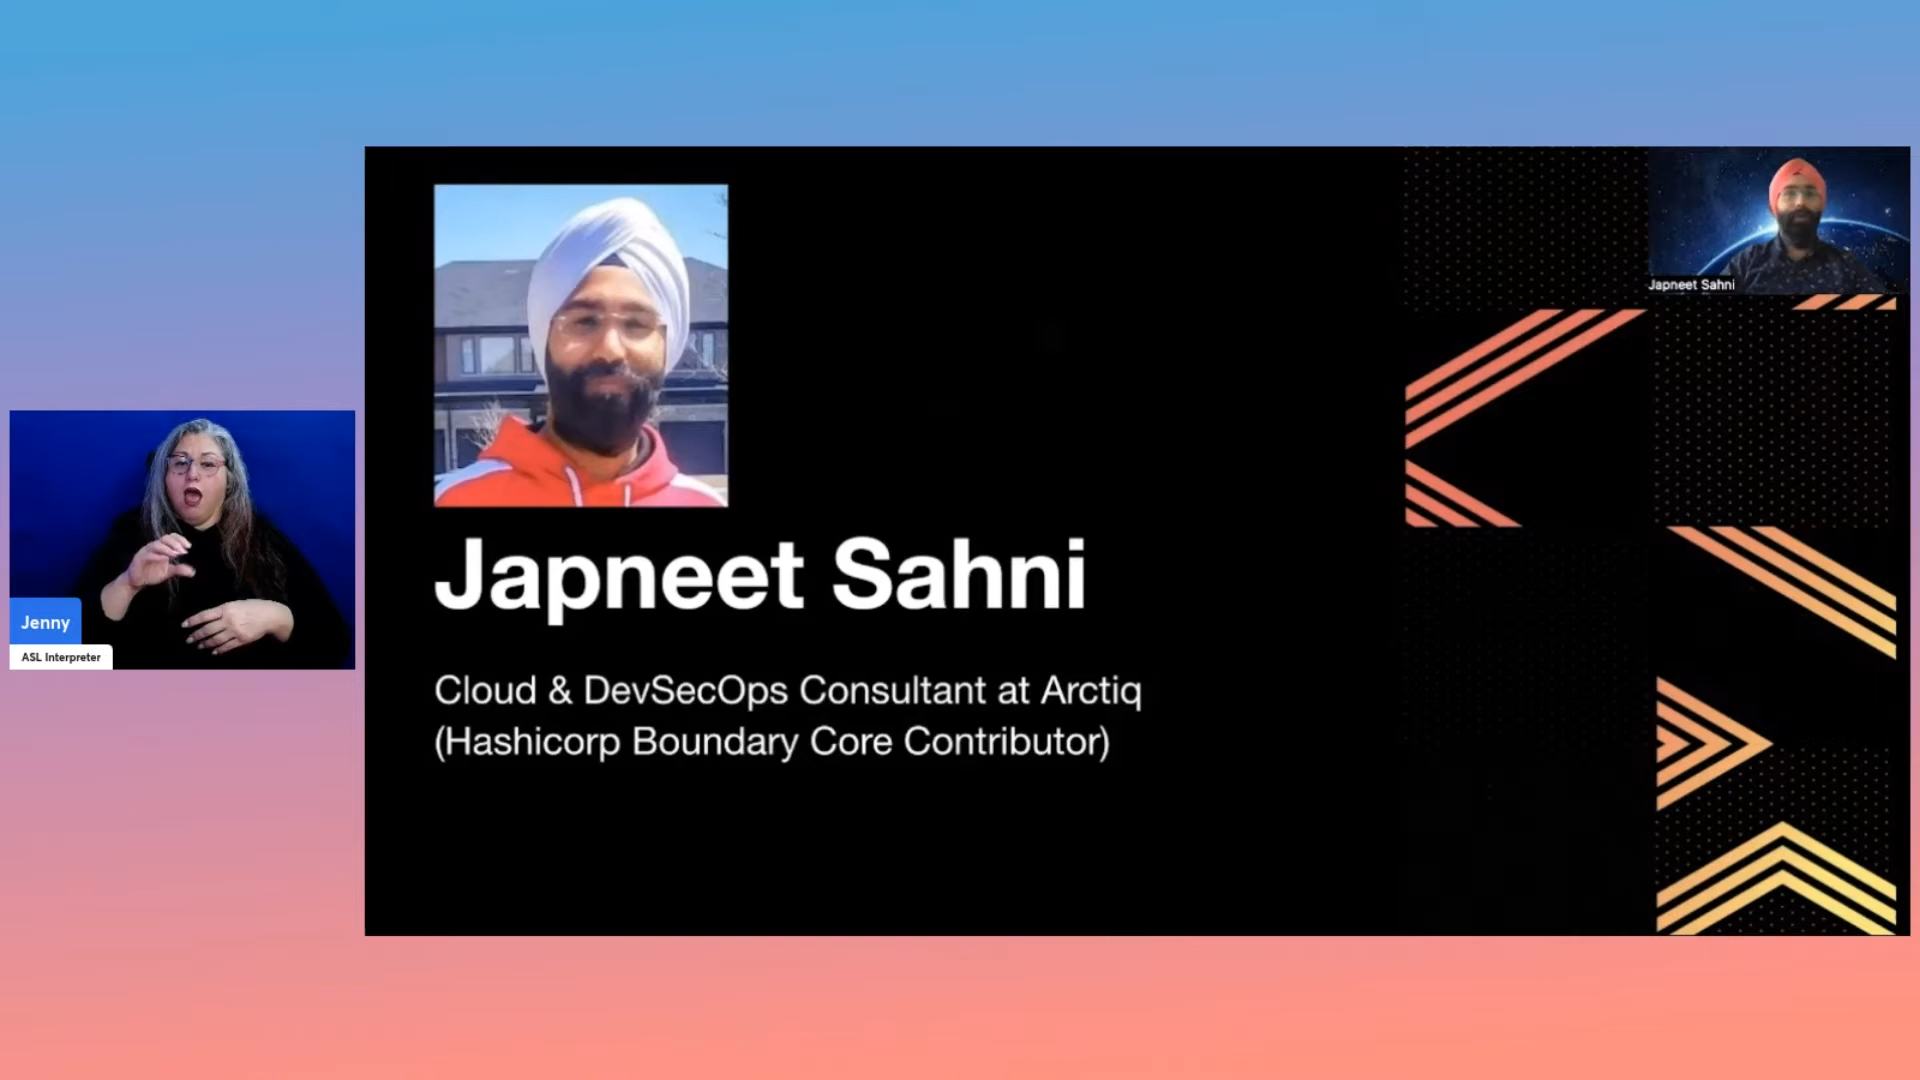 Japneet Sahni
Japneet Sahni
Cloud & DevSecOps Consultant at Arctiq
(Hashicorp Boundary Core Contributor)
Jenny
ASL Interpreter